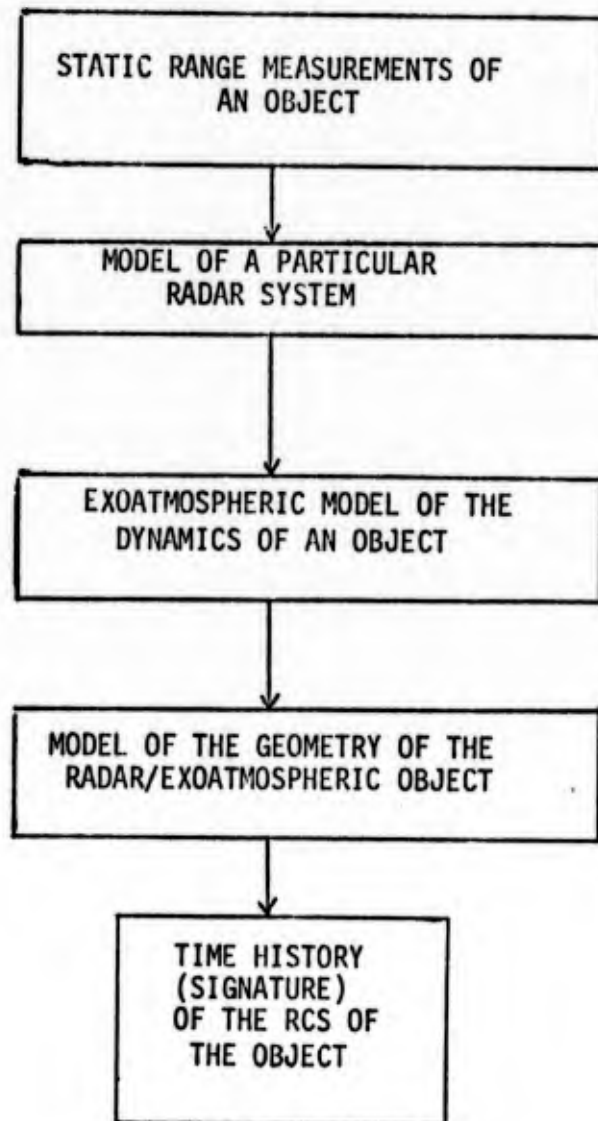 STATIC RANGE MEASUREMENTS OF
AN OBJECT
MODEL OF A PARTICULAR
RADAR SYSTEM
EXOATMOSPHERIC MODEL OF THE
DYNAMICS OF AN OBJECT
MODEL OF THE GEOMETRY OF THE
RADAR/EXOATMOSPHERIC OBJECT
TIME HISTORY
(SIGNATURE)
OF THE RCS OF
THE OBJECT